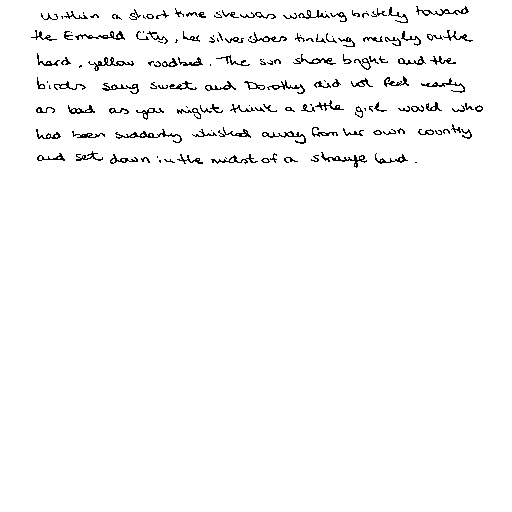 Within a short time she was walking briskly toward
the Emerald City, her silver shoes tinkling merrily on the
hard, yellow roadbed. The sun shone bright and the
birds sang sweet and Dorothy did not feel nearly
as bad as you might think a little girl would who
had been suddenly whisked away from her own country
and set down in the midst of a strange land.